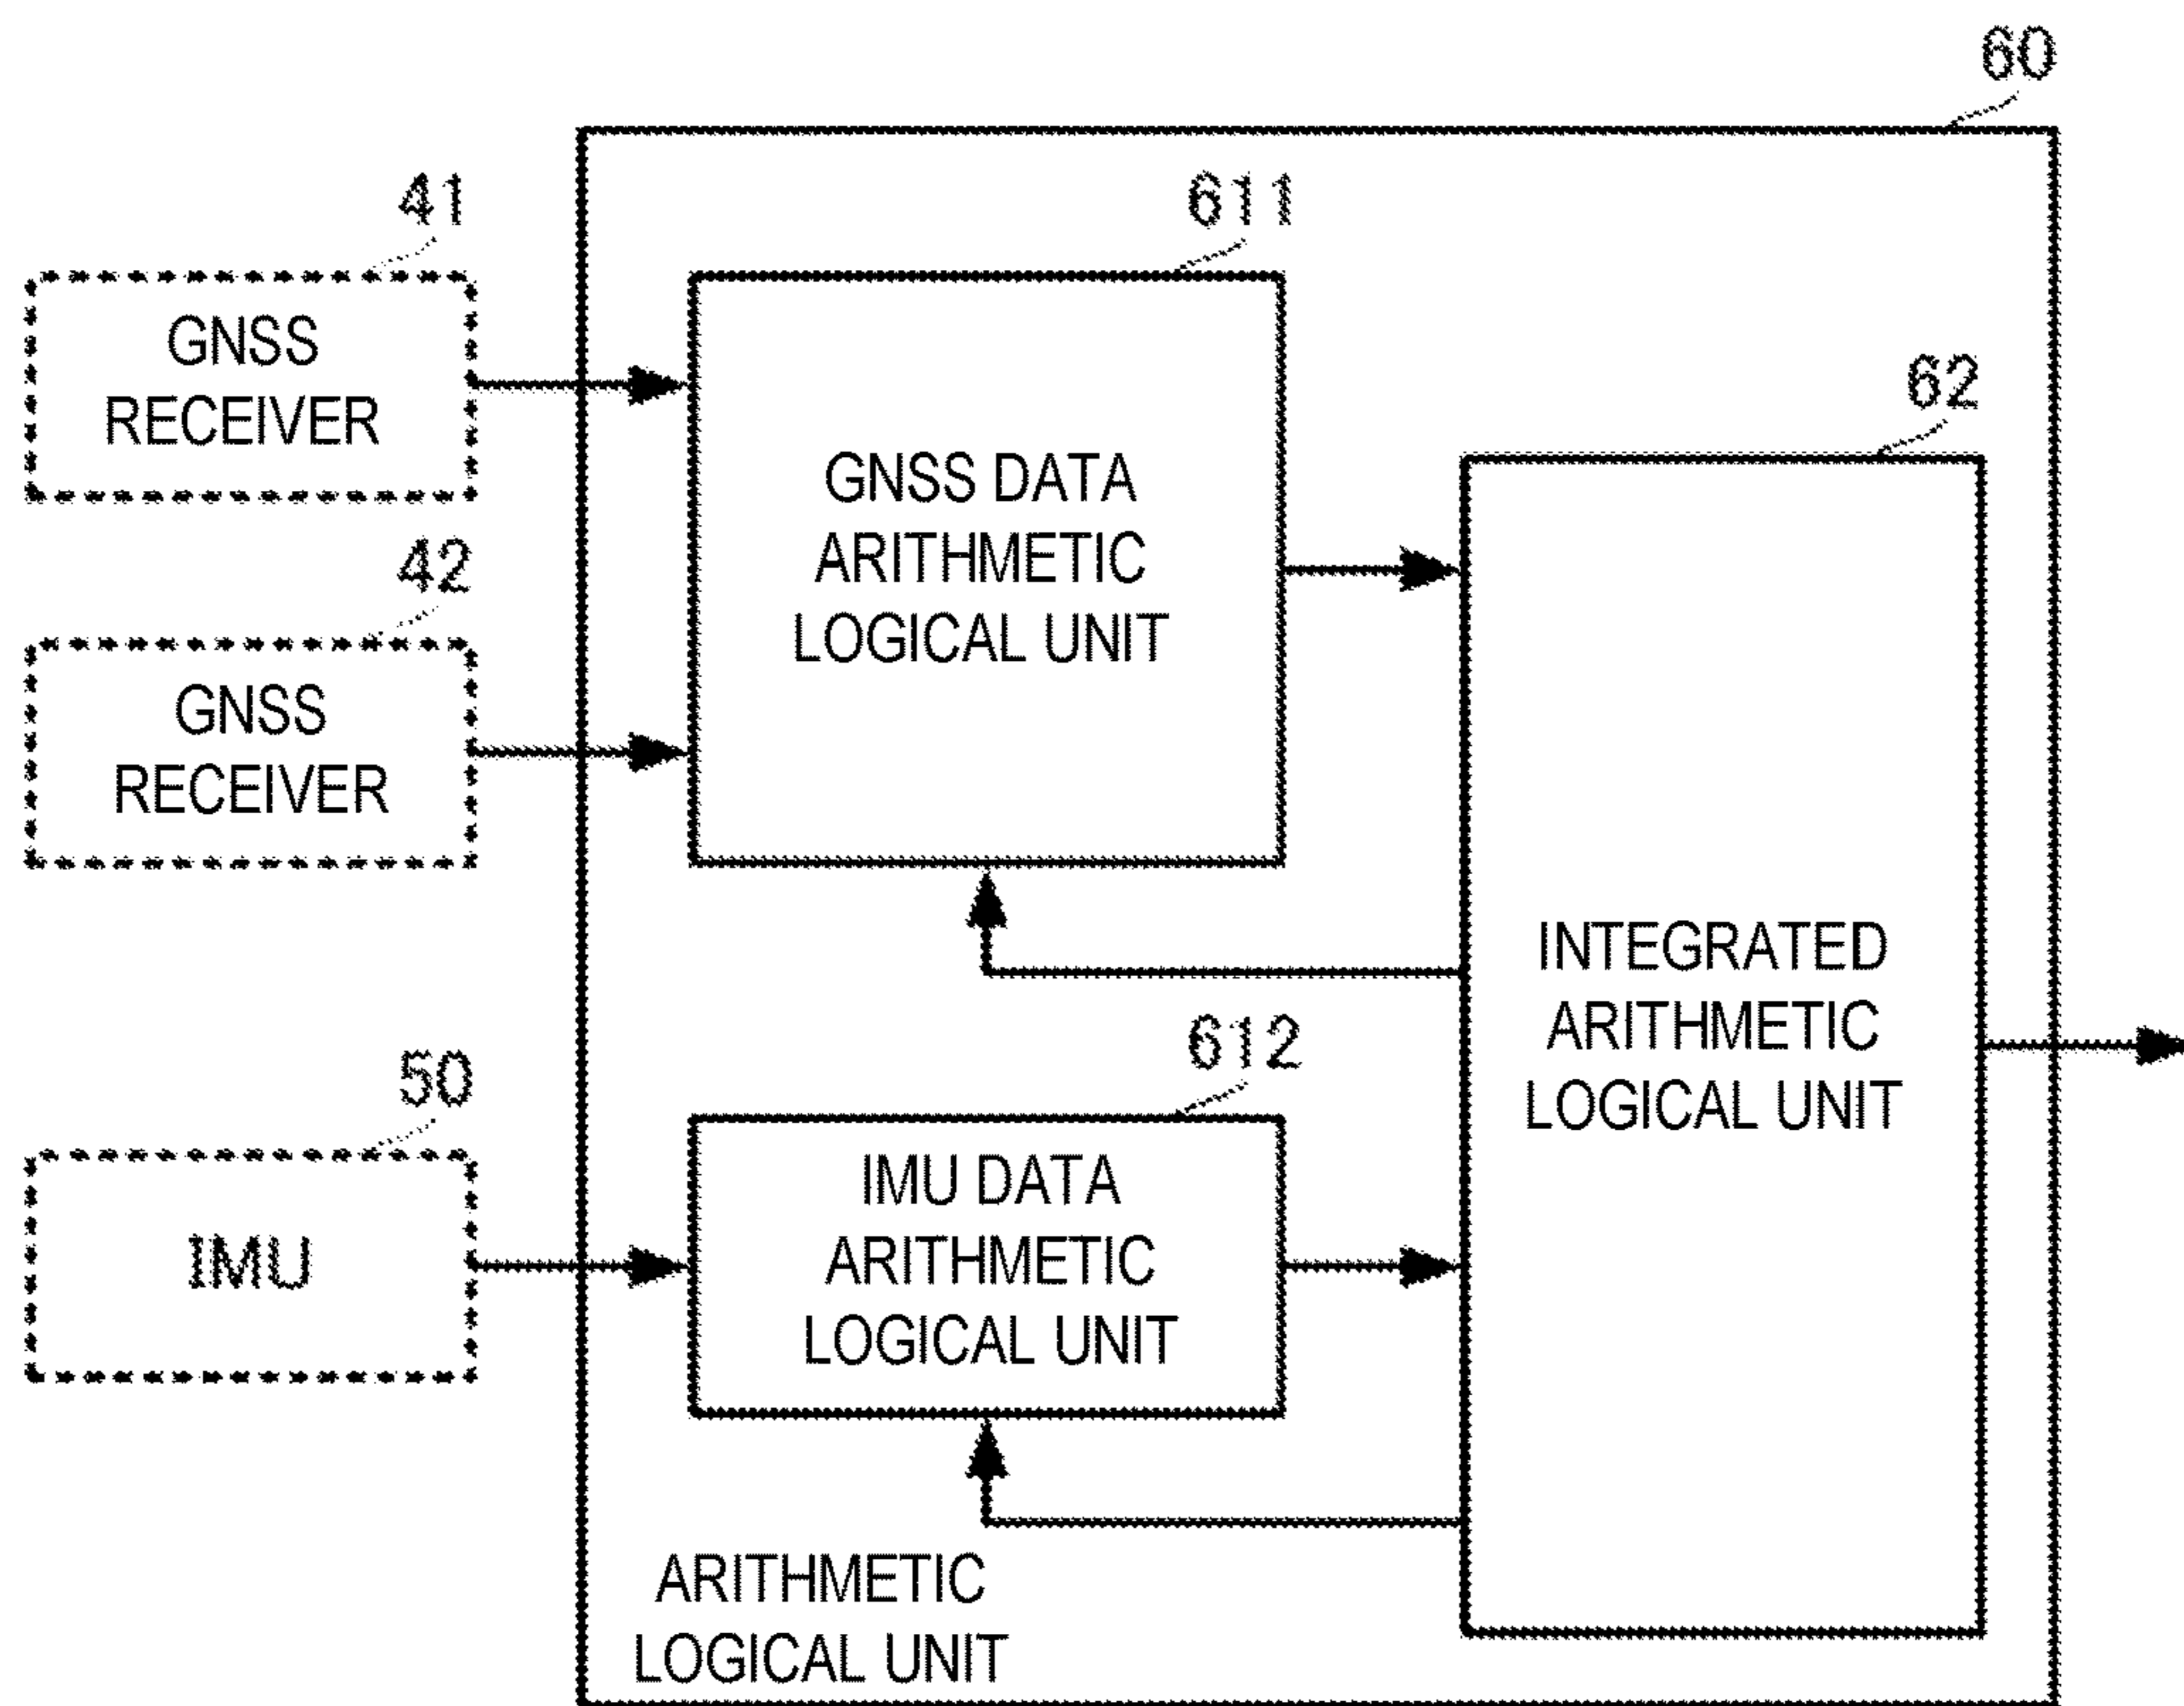 60
41
611
GNSS
RECEIVER
62
GNSS DATA
ARITHMETIC
LOGICAL UNIT
42
GNSS
RECEIVER
INTEGRATED
ARITHMETIC
LOGICAL UNIT
612
50
IMU DATA
ARITHMETIC
LOGICAL UNIT
IMU
ARITHMETIC
LOGICAL UNIT